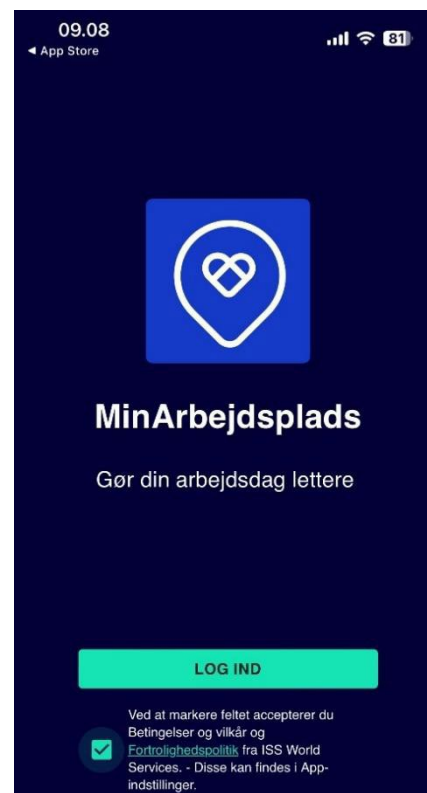 09.08
◀ App Store
81
MinArbejdsplads
Gør din arbejdsdag lettere
LOG IND
Ved at markere feltet accepterer du
Betingelser og vilkår og
Fortrolighedspolitik fra ISS World
Services. - Disse kan findes i App-
indstillinger.